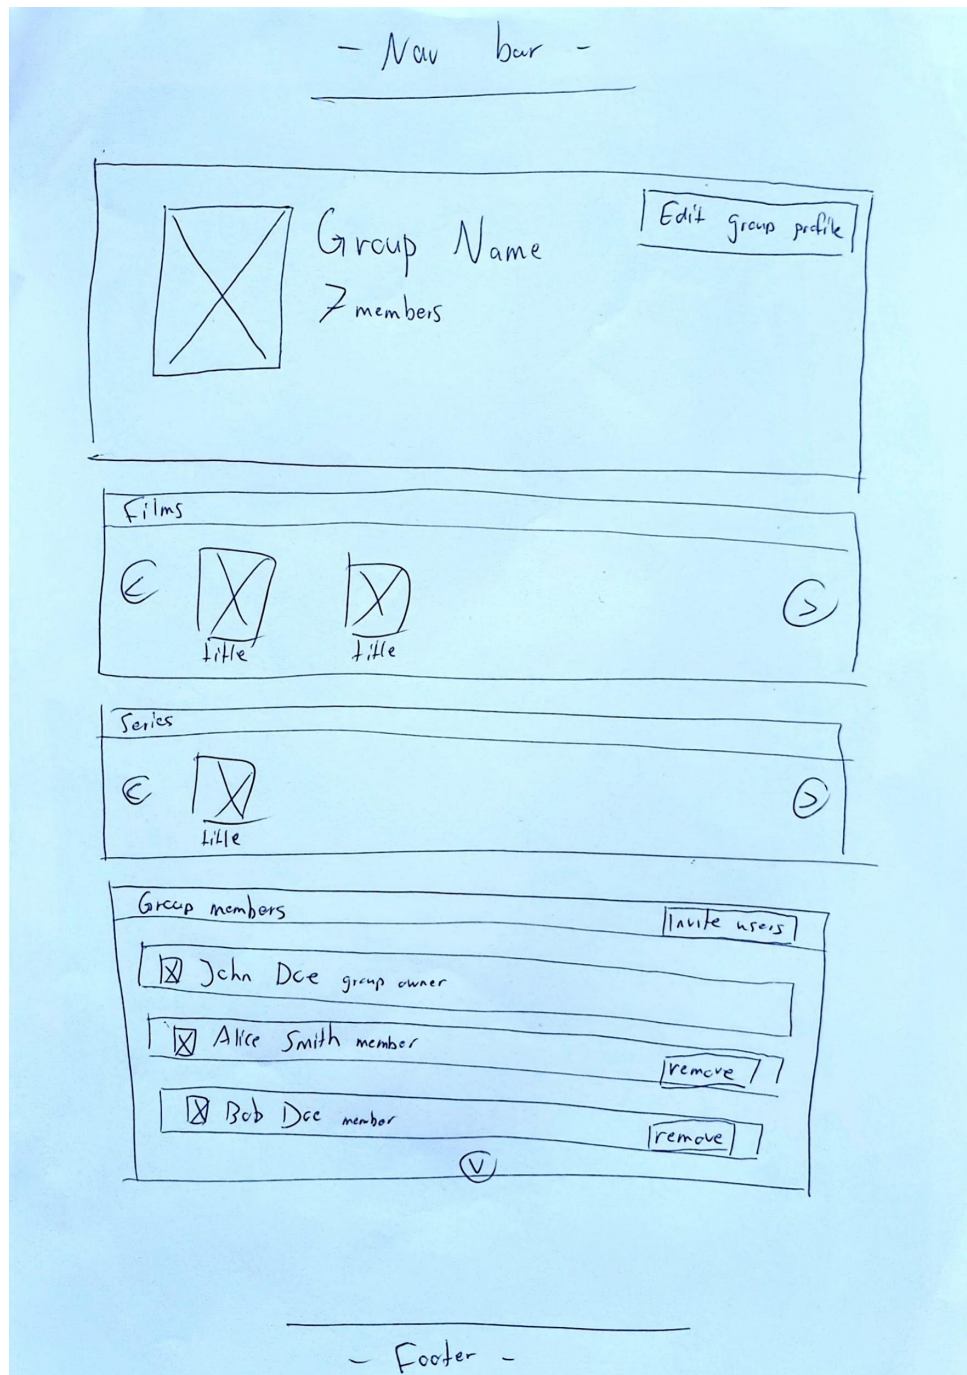 - Nav bar -
Group Name
7 members
Edit group profile
Films
<
>
title
title
Series
<
>
title
Group members
Invite users
John Doe group owner
Alice Smith member
remove
Bob Doe member
remove
V
- Footer -